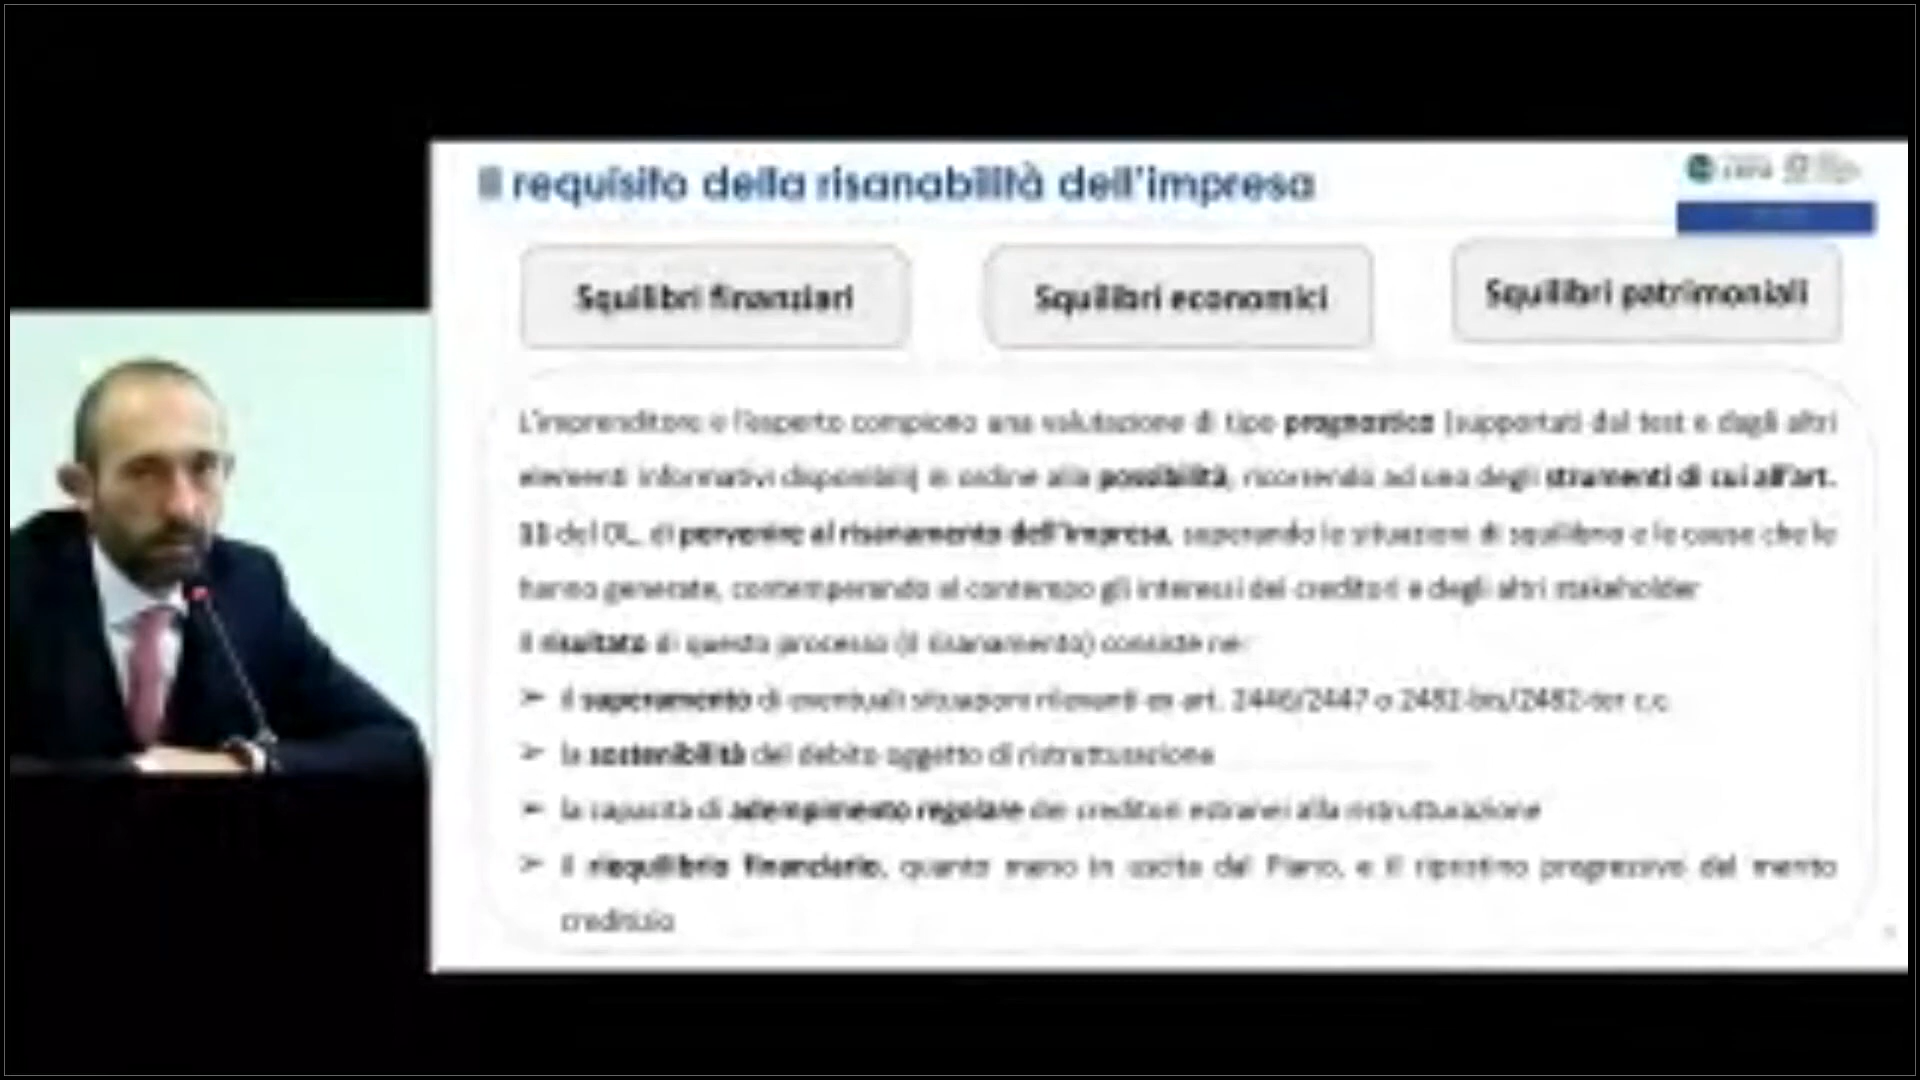 Il requisito della risanabilità dell'impresa
Squilibri finanziari
Squilibri economici
Squilibri patrimoniali
L'imprenditore e l'esperto compiono una valutazione di tipo prognostico (supportati dal test e dagli altri
elementi informativi disponibili) in ordine alla possibilità, ricorrendo ad uno degli strumenti di cui all'art.
11 del DL, di pervenire al risanamento dell'impresa, superando le situazioni di squilibrio e le cause che le
hanno generate, contemperando al contempo gli interessi dei creditori e degli altri stakeholder
Il risultato di questo processo (il risanamento) consiste ne:
➢ il superamento di eventuali situazioni rilevanti ex art. 2446/2447 o 2482-bis/2482-ter c.c.
➢ la sostenibilità del debito oggetto di ristrutturazione
➢ la capacità di adempimento regolare dei creditori estranei alla ristrutturazione
➢ il riequilibrio finanziario, quanto meno in uscita dal Piano, e il ripristino progressivo del merito
creditizio